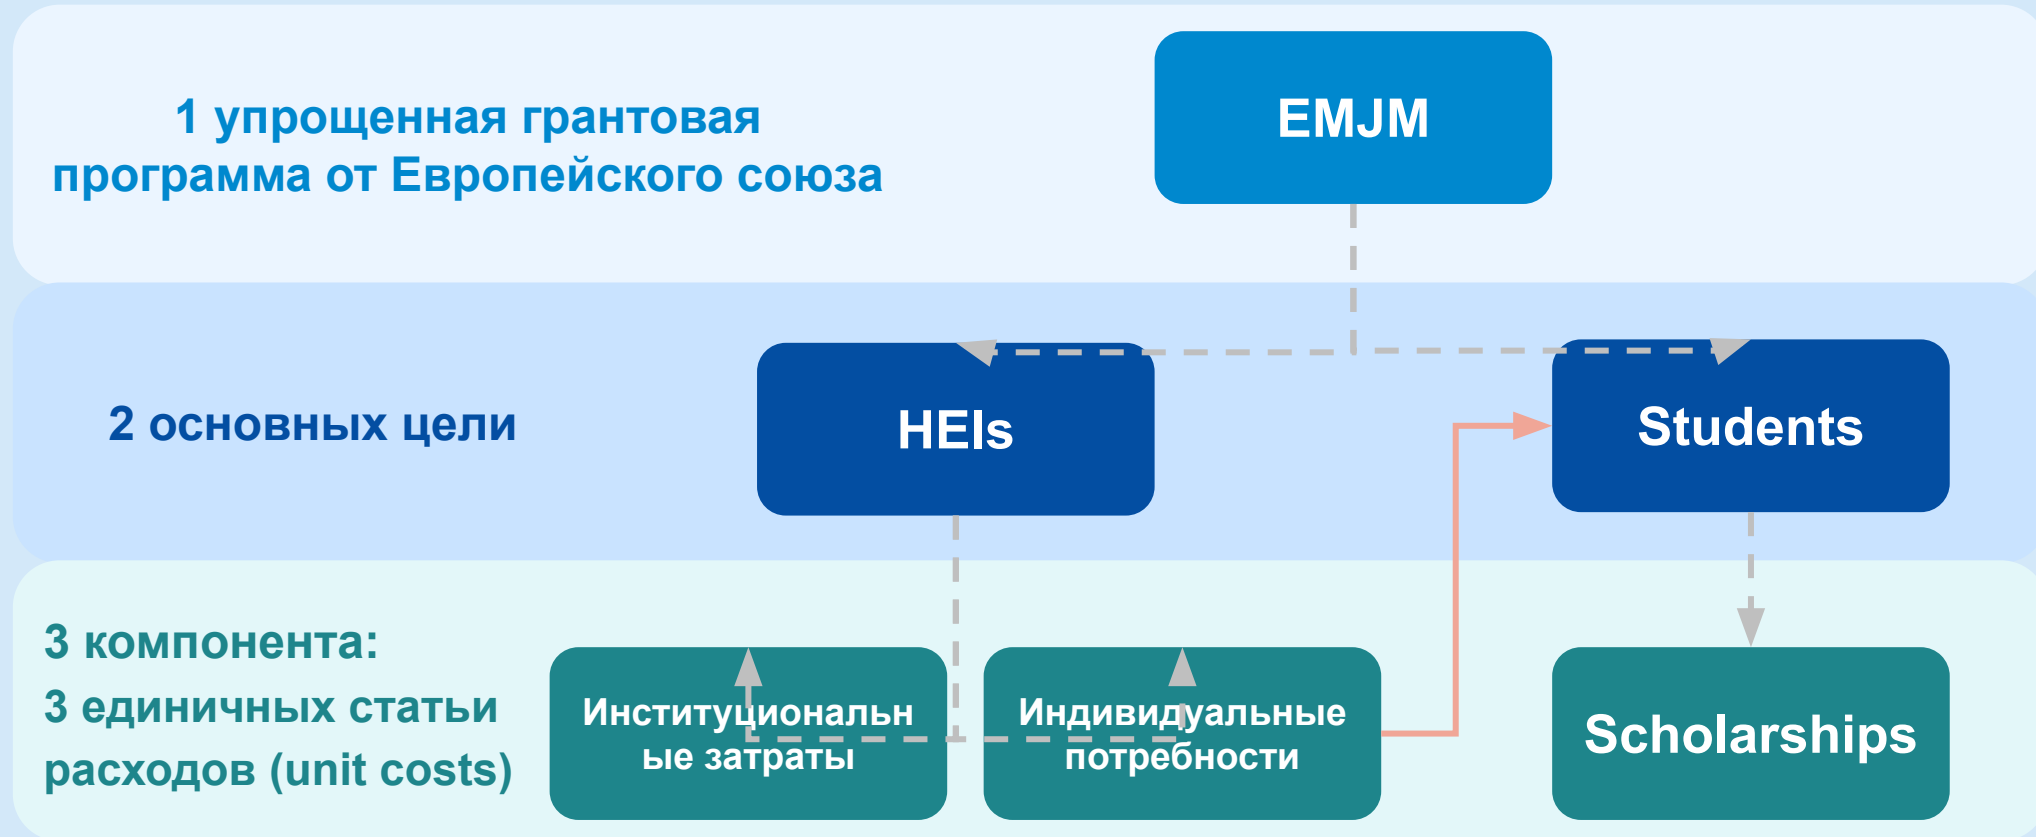 1 упрощенная грантовая
программа от Европейского союза
EMJM
2 основных цели
HEIs
Students
3 компонента:
3 единичных статьи
расходов (unit costs)
Институциональн
ые затраты
Индивидуальные
потребности
Scholarships